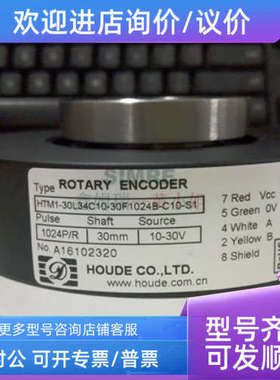 欢迎进店询价/议价
SIMBE
Type ROTARY ENCODER
HTM1-30L34C10-30F1024B-C10-S1
Pulse Shaft Source
1024P/R 30mm 10-30V
No. A16102320
7 Red Vcc
5 Green 0V
4 White A
2 Yellow B
8 Shield
HOUDE CO.,LTD.
www.houde.com.cn
更多型号咨询店铺客服
对公 可开专票/普票
型号齐
可发顺